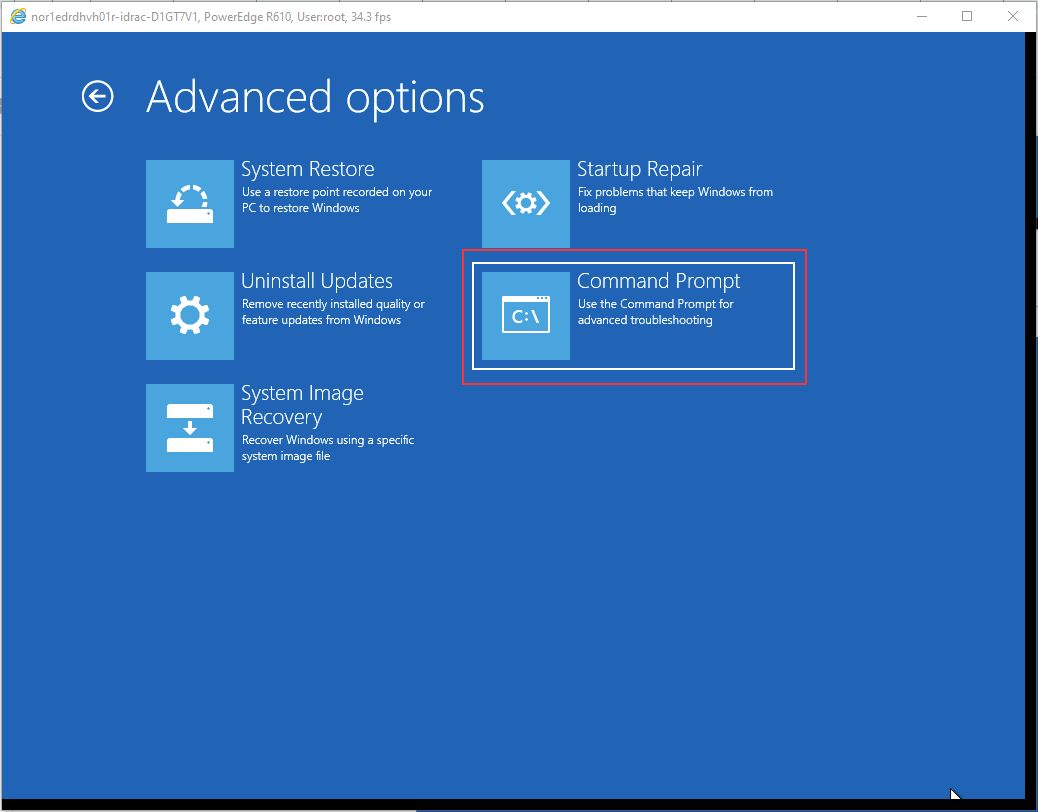 nor1edrdhvh01r-idrac-D1GT7V1, PowerEdge R610, User:root, 34.3 fps
Advanced options
System Restore
Use a restore point recorded on your
PC to restore Windows
Startup Repair
Fix problems that keep Windows from
loading
Uninstall Updates
Remove recently installed quality or
feature updates from Windows
C:\
Command Prompt
Use the Command Prompt for
advanced troubleshooting
System Image
Recovery
Recover Windows using a specific
system image file